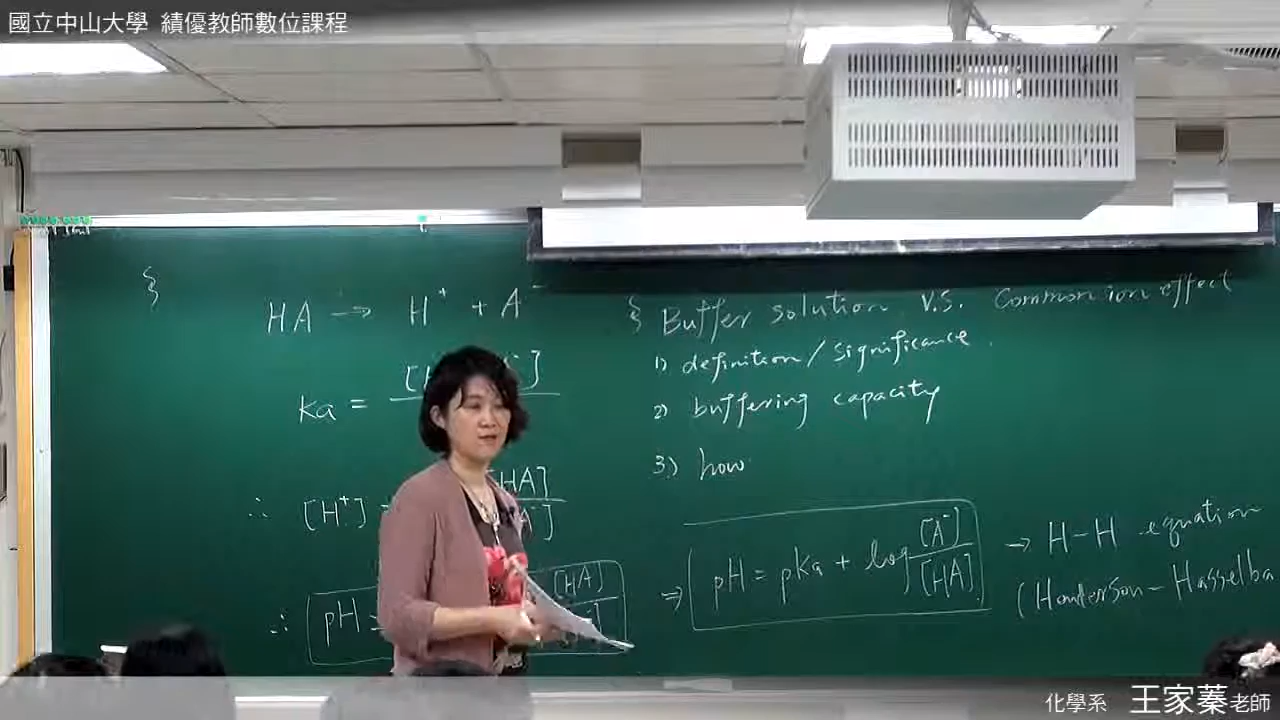 國立中山大學 績優教師數位課程
§
HA → H⁺ + A⁻
Ka =
∴ [H⁺]
[HA]
∴ pH =
[HA]
§ Buffer solution V.S. Common ion effect
1) definition / significance.
2) buffering capacity
3) how
⇒ pH = pKa + log [A⁻]/[HA] → H-H equation
(Henderson-Hasselba
化學系 王家蓁老師